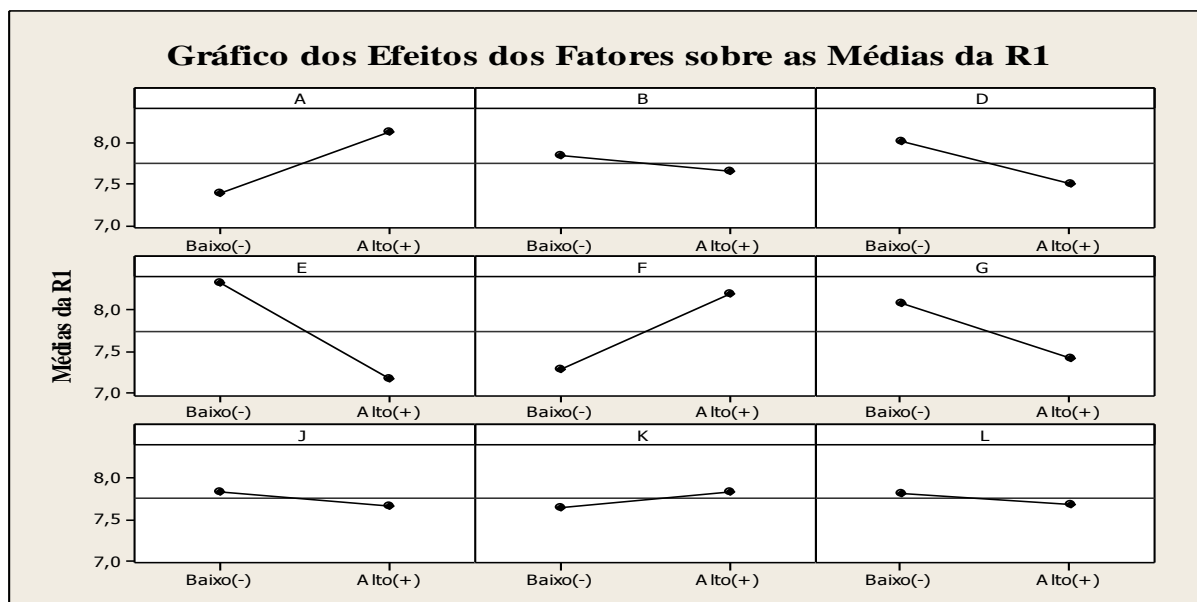 Gráfico dos Efeitos dos Fatores sobre as Médias da R1
A B D
8,0
7,5
7,0
Baixo(-) Alto(+) Baixo(-) Alto(+) Baixo(-) Alto(+)
E F G
Médias da R1
8,0
7,5
7,0
Baixo(-) Alto(+) Baixo(-) Alto(+) Baixo(-) Alto(+)
J K L
8,0
7,5
7,0
Baixo(-) Alto(+) Baixo(-) Alto(+) Baixo(-) Alto(+)